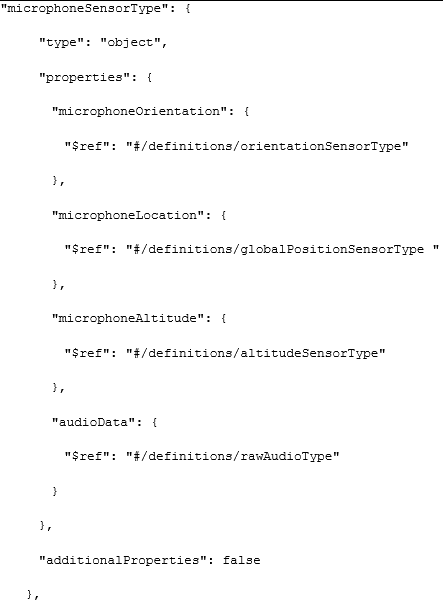 "microphoneSensorType": {
"type": "object",
"properties": {
"microphoneOrientation": {
"$ref": "#/definitions/orientationSensorType"
},
"microphoneLocation": {
"$ref": "#/definitions/globalPositionSensorType "
},
"microphoneAltitude": {
"$ref": "#/definitions/altitudeSensorType"
},
"audioData": {
"$ref": "#/definitions/rawAudioType"
}
},
"additionalProperties": false
},